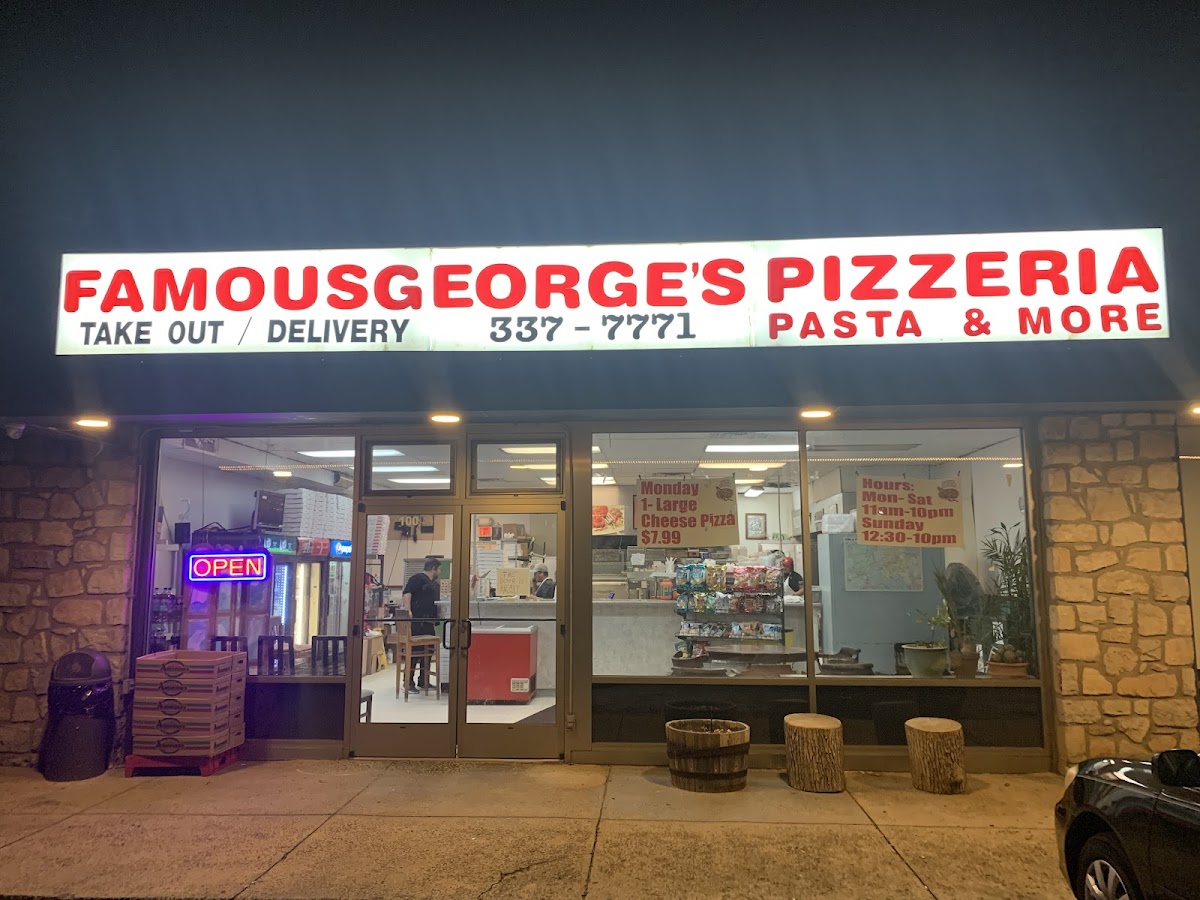 FAMOUSGEORGE'S PIZZERIA
TAKE OUT / DELIVERY 337-7771 PASTA & MORE
Monday
1- Large
Cheese Pizza
$7.99
Hours:
Mon- Sat
11am-10pm
Sunday
12:30-10pm
OPEN
100